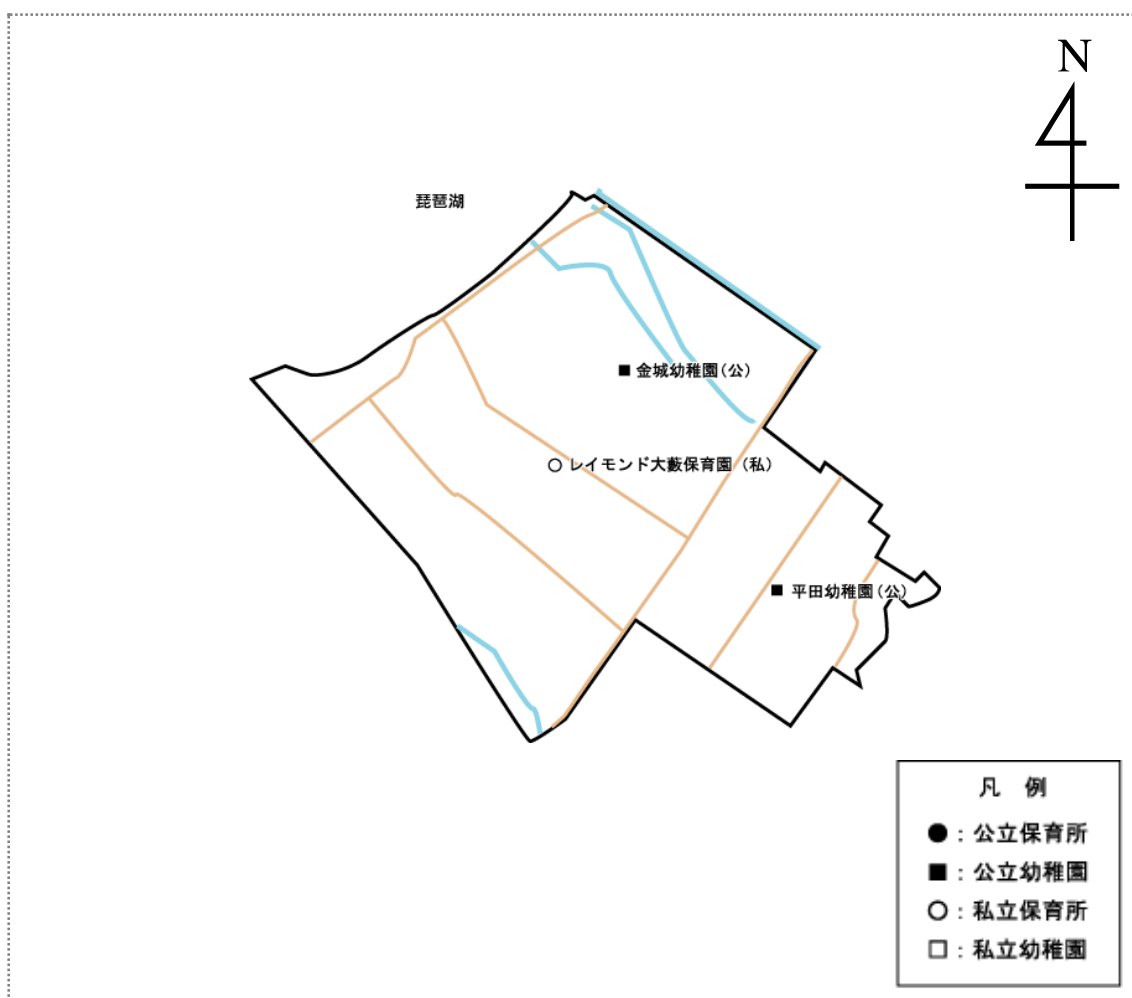 N
琵琶湖
■ 金城幼稚園（公）
○ レイモンド大藪保育園（私）
■ 平田幼稚園（公）
凡 例
●：公立保育所
■：公立幼稚園
○：私立保育所
□：私立幼稚園